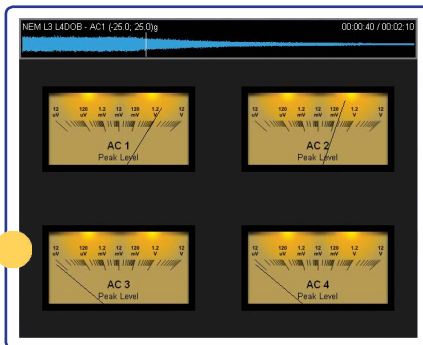 NEM L3 L4DOB - AC1 (-25.0; 25.0)g 00:00:40 / 00:02:10
12 120 1.2 12 120 1.2 12
uV uV mV mV mV V V
AC 1
Peak Level
12 120 1.2 12 120 1.2 12
uV uV mV mV mV V V
AC 2
Peak Level
12 120 1.2 12 120 1.2 12
uV uV mV mV mV V V
AC 3
Peak Level
12 120 1.2 12 120 1.2 12
uV uV mV mV mV V V
AC 4
Peak Level